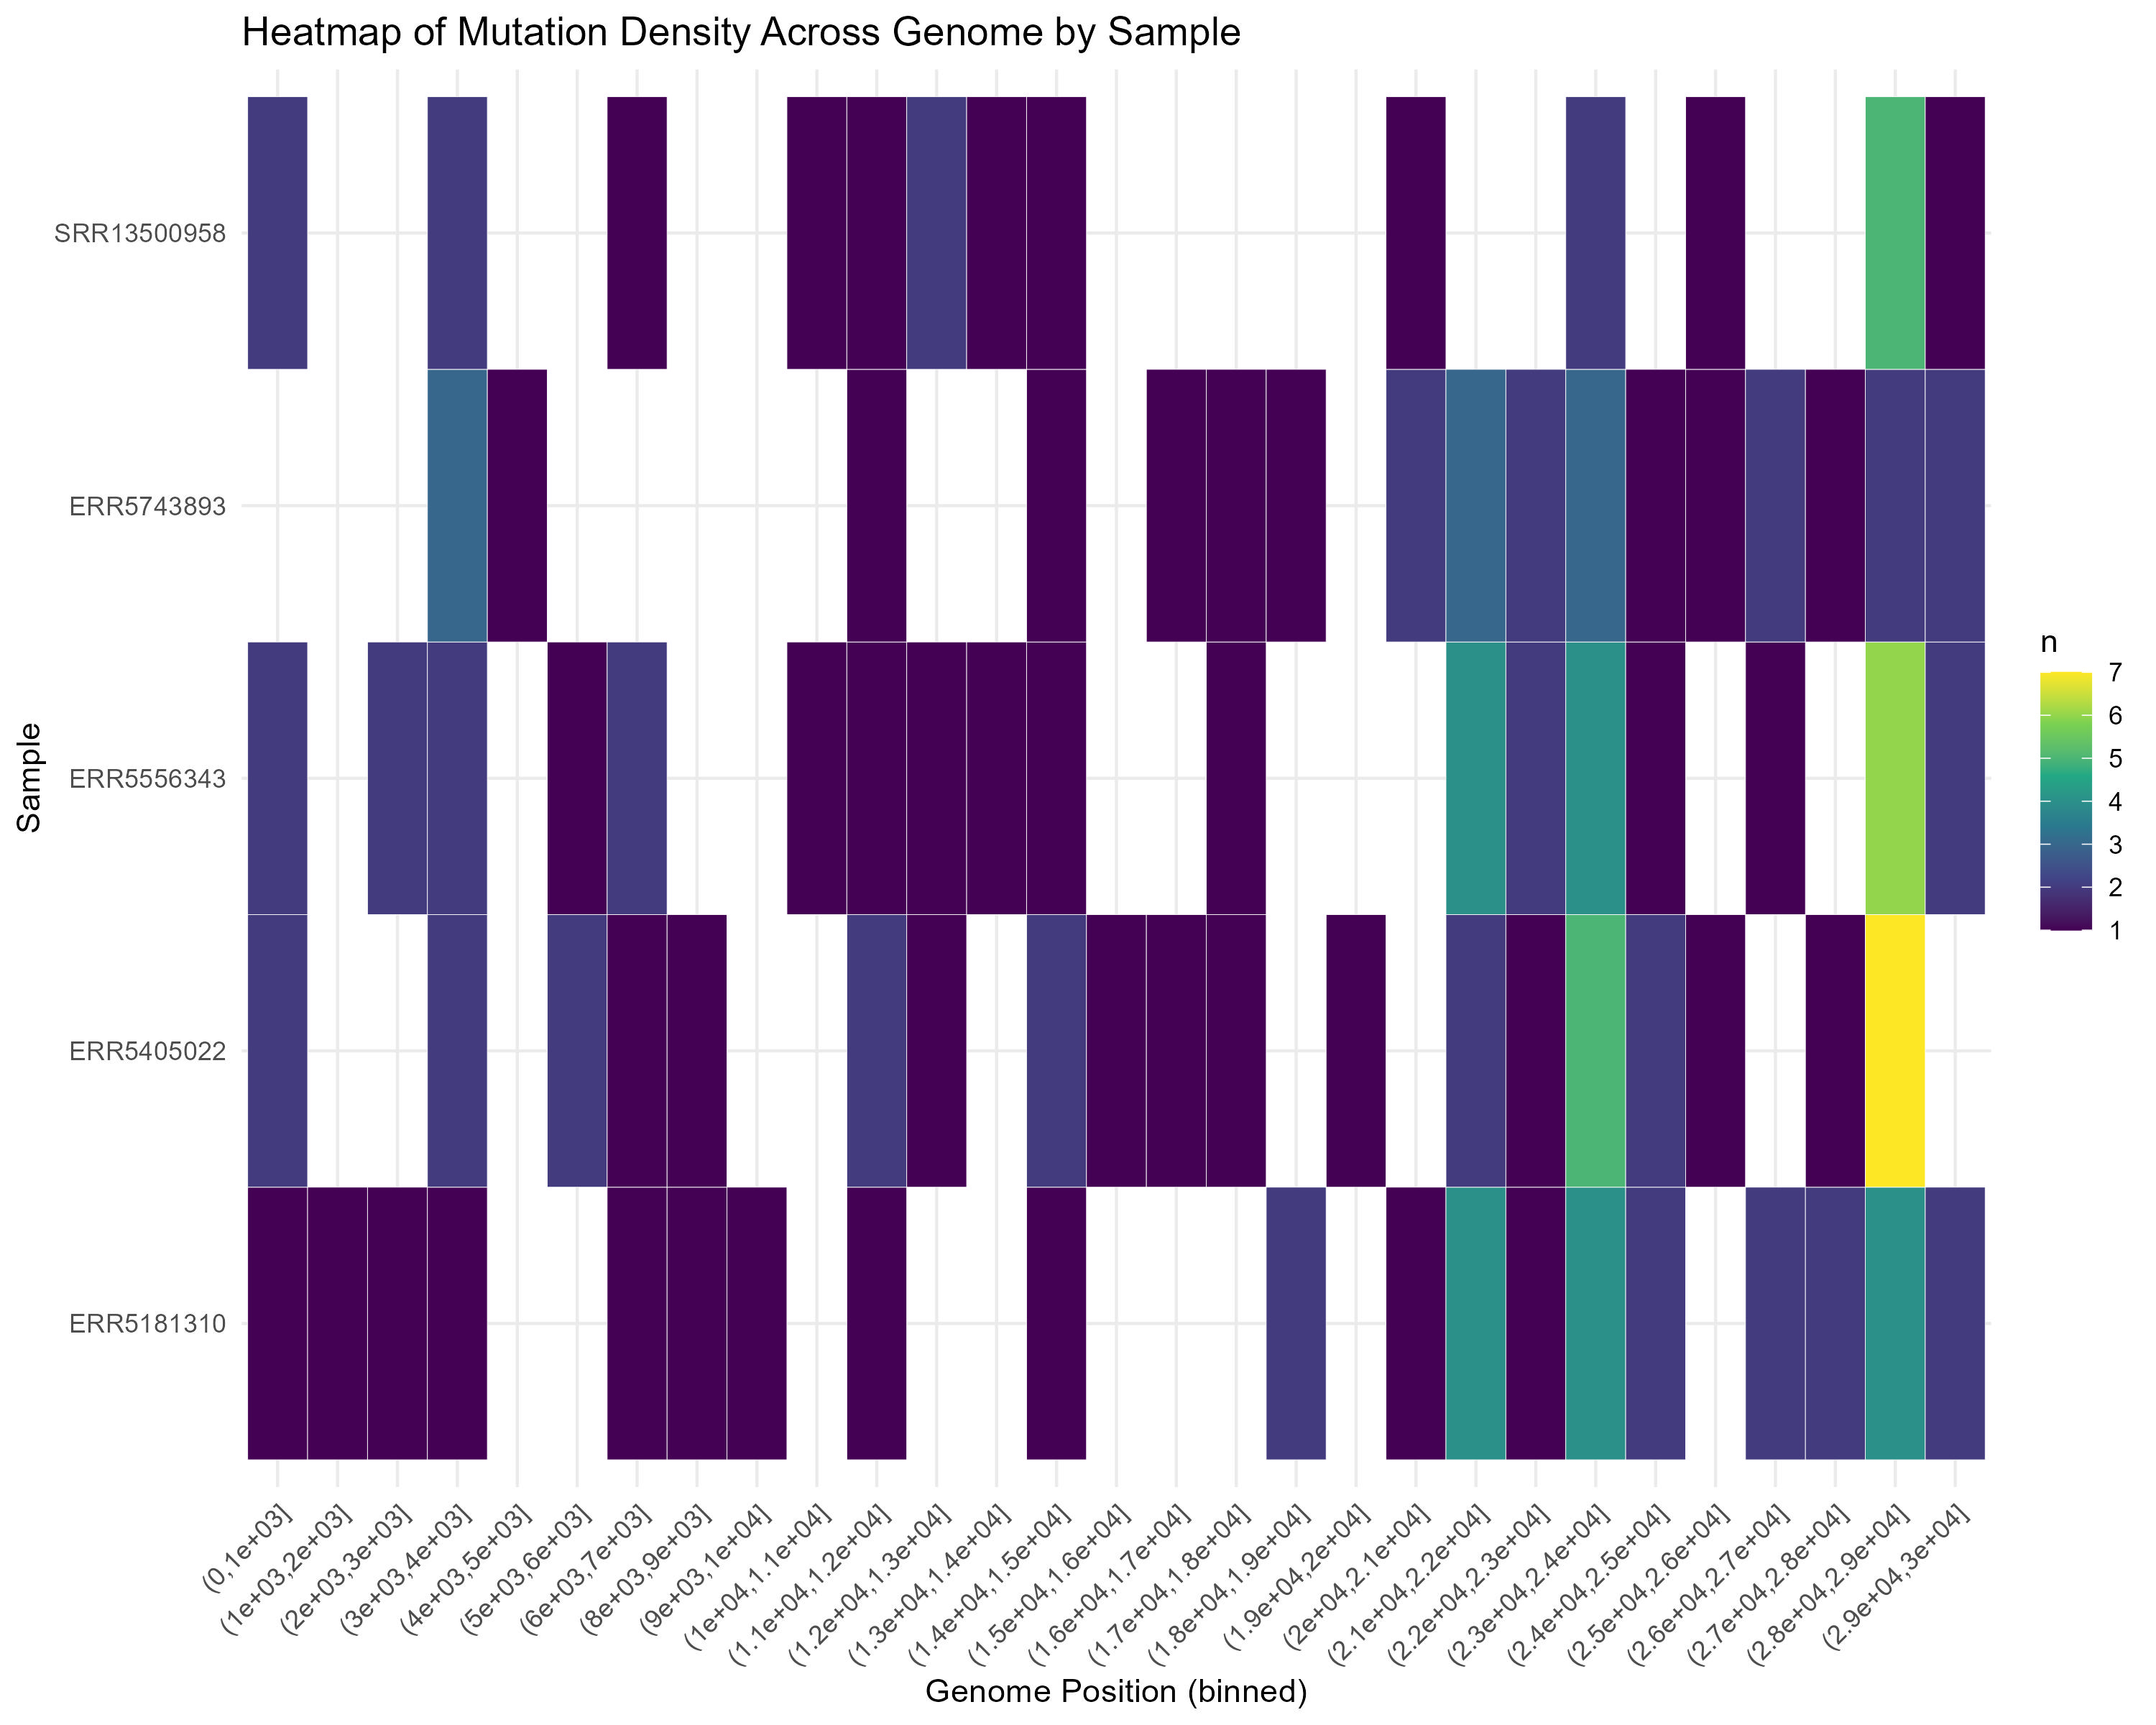 Heatmap of Mutation Density Across Genome by Sample
SRR13500958
ERR5743893
ERR5556343
ERR5405022
ERR5181310
Sample
n
7
6
5
4
3
2
1
(0,1e+03]
(1e+03,2e+03]
(2e+03,3e+03]
(3e+03,4e+03]
(4e+03,5e+03]
(5e+03,6e+03]
(6e+03,7e+03]
(8e+03,9e+03]
(9e+03,1e+04]
(1e+04,1.1e+04]
(1.1e+04,1.2e+04]
(1.2e+04,1.3e+04]
(1.3e+04,1.4e+04]
(1.4e+04,1.5e+04]
(1.5e+04,1.6e+04]
(1.6e+04,1.7e+04]
(1.7e+04,1.8e+04]
(1.8e+04,1.9e+04]
(1.9e+04,2e+04]
(2e+04,2.1e+04]
(2.1e+04,2.2e+04]
(2.2e+04,2.3e+04]
(2.3e+04,2.4e+04]
(2.4e+04,2.5e+04]
(2.5e+04,2.6e+04]
(2.6e+04,2.7e+04]
(2.7e+04,2.8e+04]
(2.8e+04,2.9e+04]
(2.9e+04,3e+04]
Genome Position (binned)